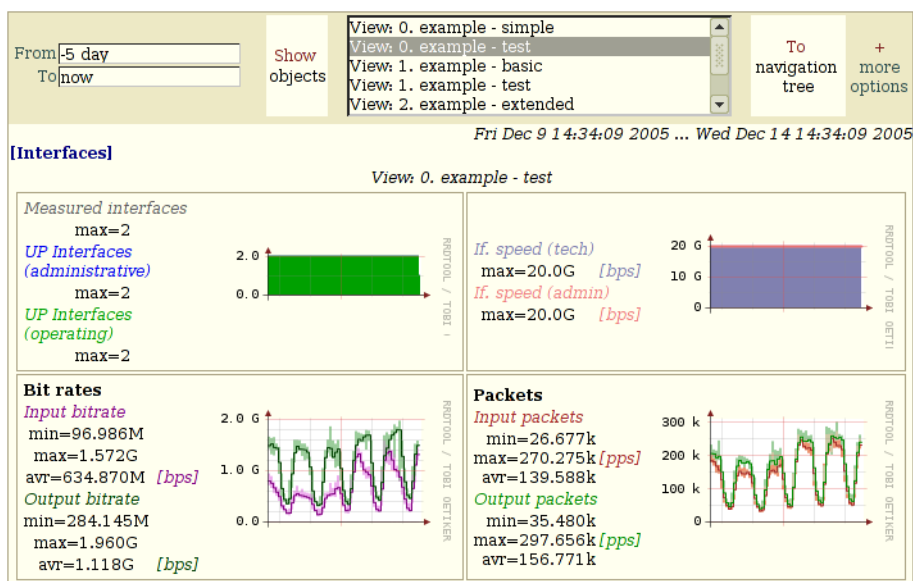 From -5 day
To now
Show objects
View: 0. example - simple
View: 0. example - test
View: 1. example - basic
View: 1. example - test
View: 2. example - extended
To navigation tree
+ more options
Fri Dec 9 14:34:09 2005 ... Wed Dec 14 14:34:09 2005
[Interfaces]
View: 0. example - test
Measured interfaces
max=2
UP Interfaces
(administrative)
max=2
UP Interfaces
(operating)
max=2
2.0
0.0
RRDTOOL / TOBI
If. speed (tech)
max=20.0G [bps]
If. speed (admin)
max=20.0G [bps]
20 G
10 G
0
RRDTOOL / TOBI OETI
Bit rates
Input bitrate
min=96.986M
max=1.572G
avr=634.870M [bps]
Output bitrate
min=284.145M
max=1.960G
avr=1.118G [bps]
2.0 G
1.0 G
0.0
RRDTOOL / TOBI OETIKER
Packets
Input packets
min=26.677k
max=270.275k [pps]
avr=139.588k
Output packets
min=35.480k
max=297.656k [pps]
avr=156.771k
300 k
200 k
100 k
0
RRDTOOL / TOBI OETIKER